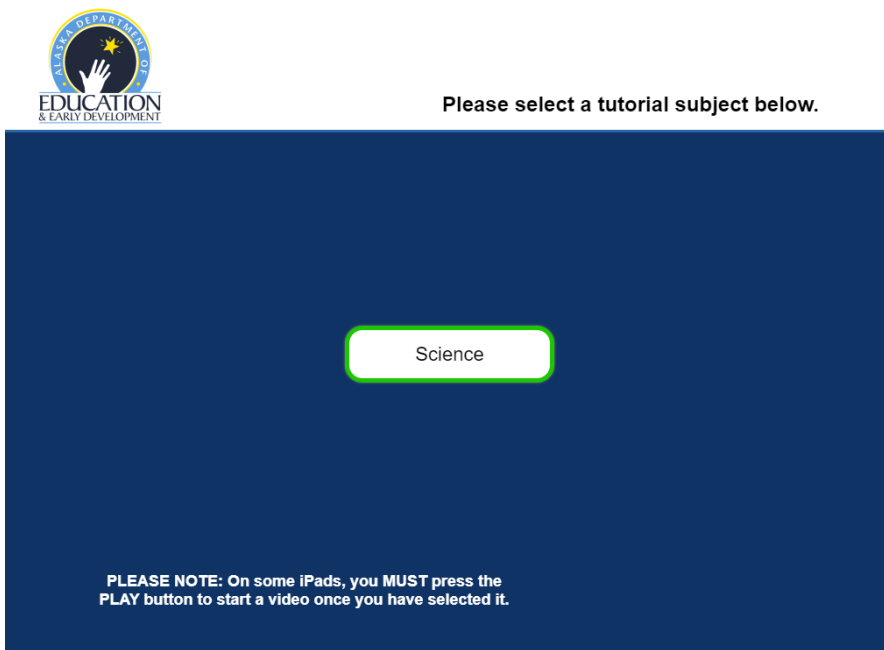 ALASKA DEPARTMENT OF
EDUCATION
& EARLY DEVELOPMENT
Please select a tutorial subject below.
Science
PLEASE NOTE: On some iPads, you MUST press the
PLAY button to start a video once you have selected it.